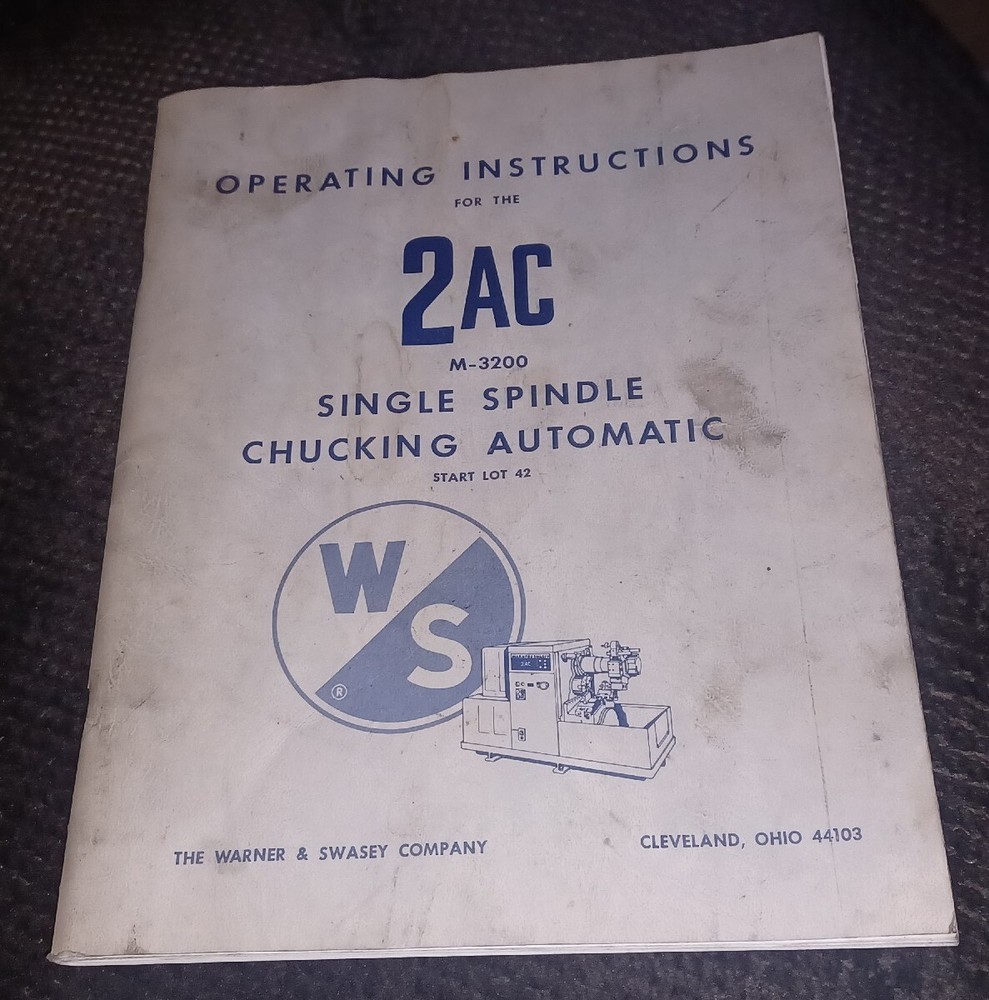 OPERATING INSTRUCTIONS
FOR THE
2AC
M-3200
SINGLE SPINDLE
CHUCKING AUTOMATIC
START LOT 42
W
S
®
2AC
THE WARNER & SWASEY COMPANY
CLEVELAND, OHIO 44103